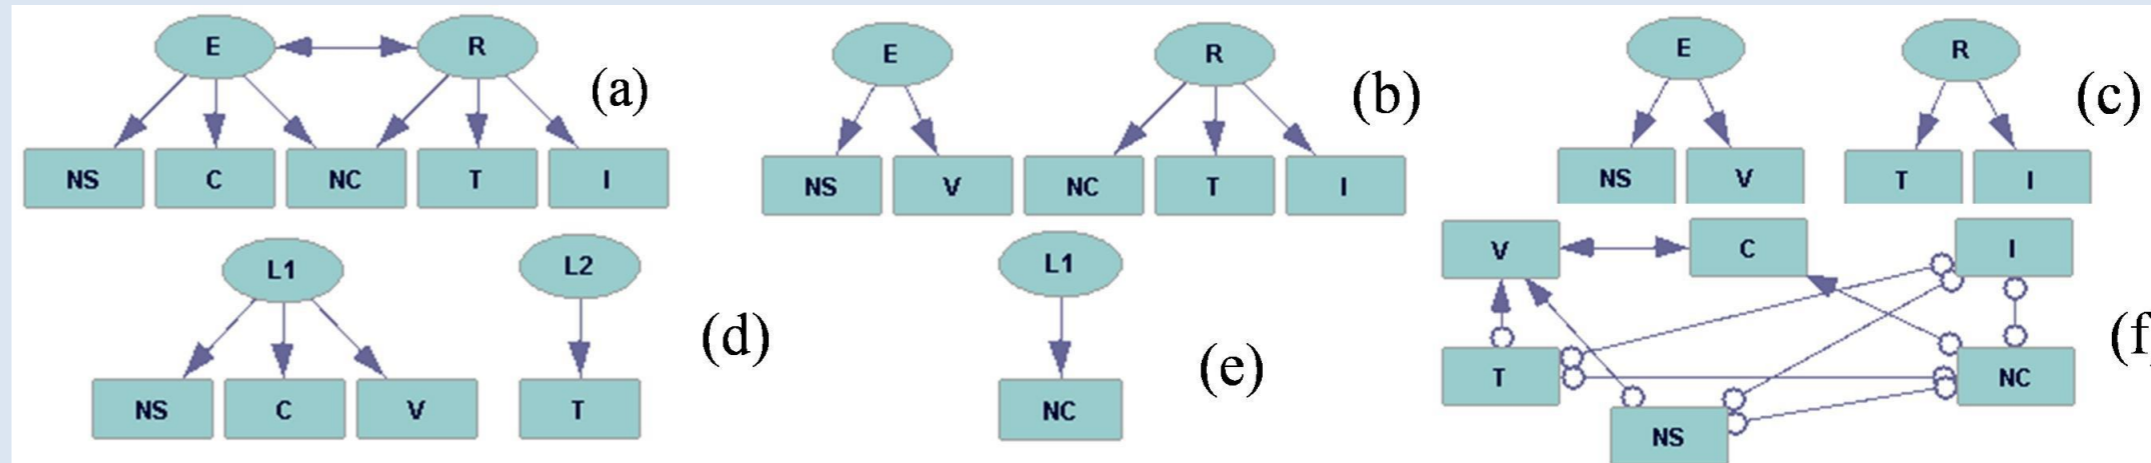 E R (a)
NS C NC T I
E R (b)
NS V NC T I
E R (c)
NS V T I
L1 L2 (d)
NS C V T
L1 (e)
NC
V C I
T NC (f)
NS